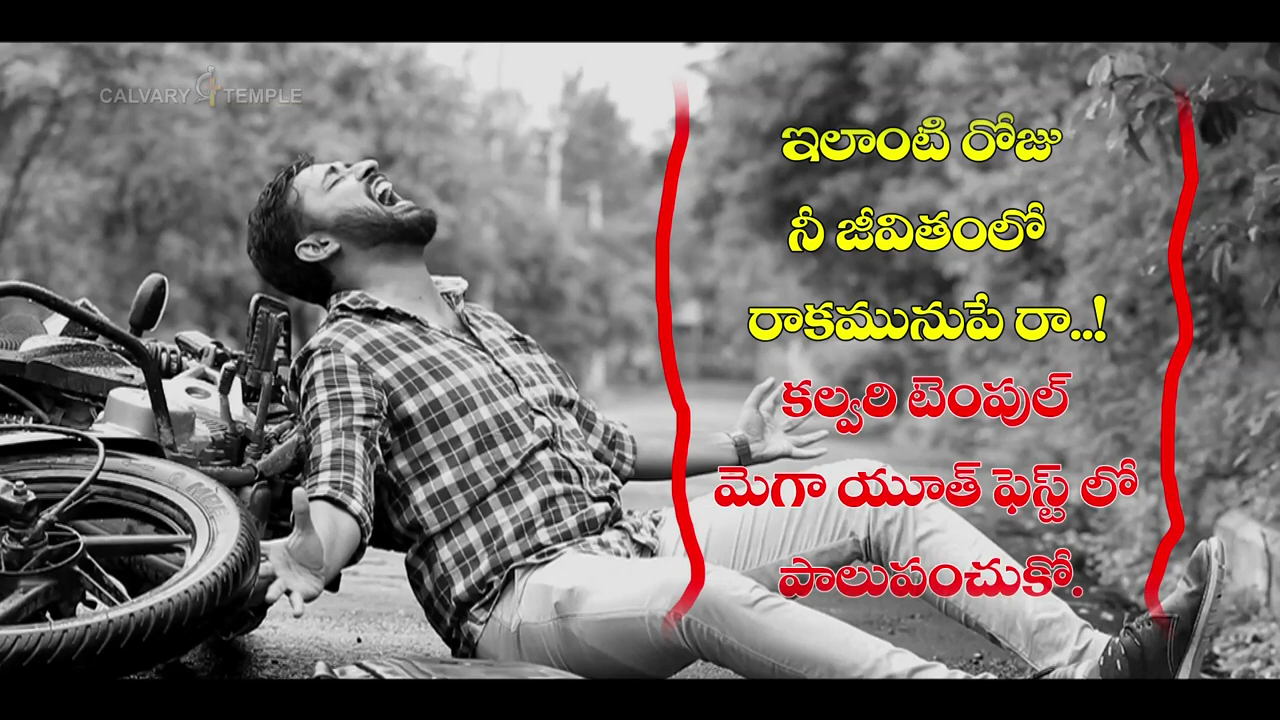 CALVARY TEMPLE
ఇలాంటి రోజు
నీ జీవితంలో
రాకమునుపే రా..!
కల్వరి టెంపుల్
మెగా యూత్ ఫెస్ట్ లో
పాలుపంచుకో.